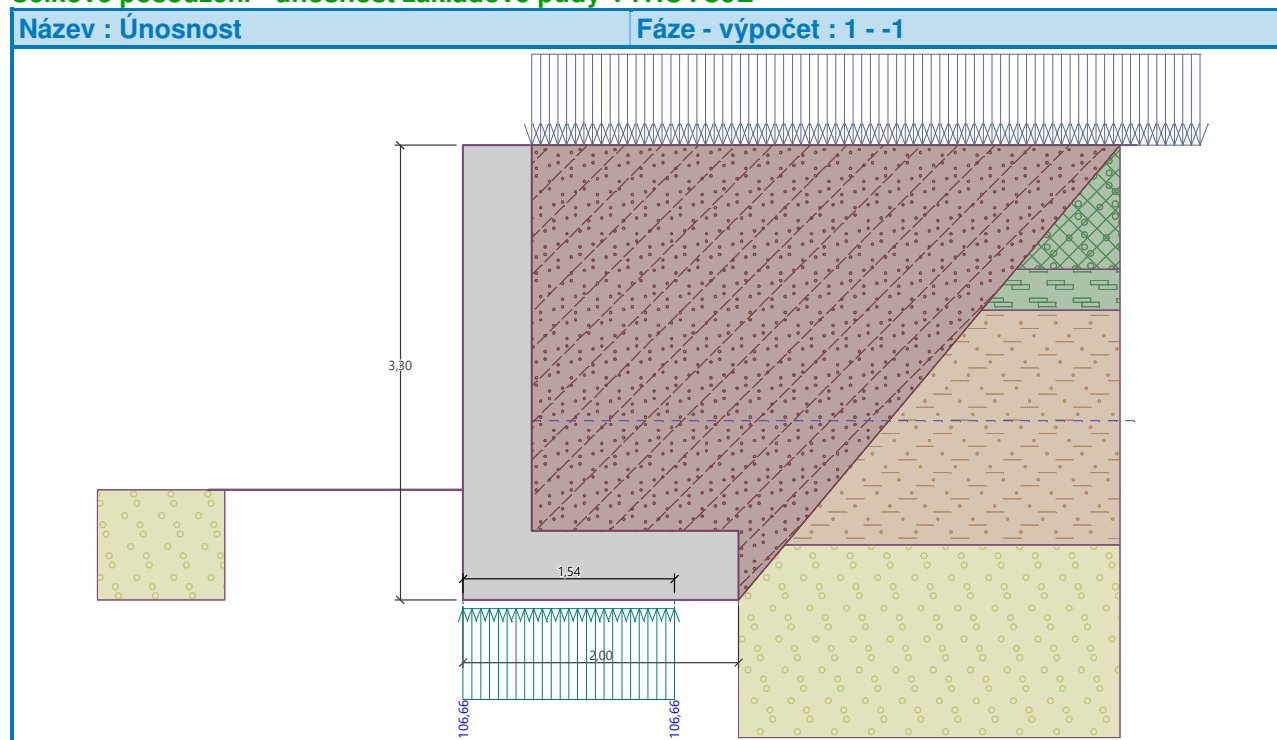 Název : Únosnost
Fáze - výpočet : 1 - -1
3,30
1,54
2,00
106,66
106,66